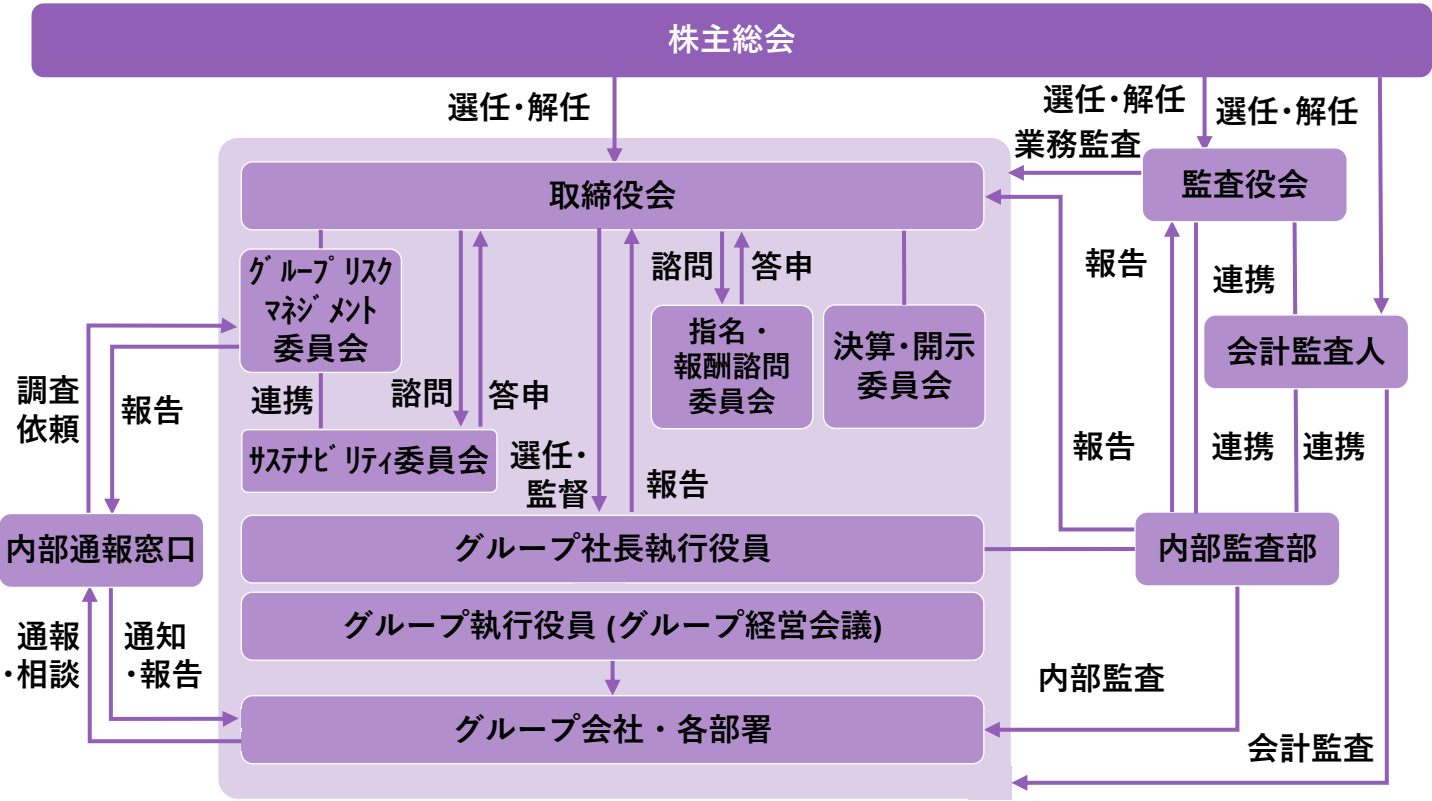 株主総会
選任・解任
選任・解任
選任・解任
業務監査
取締役会
監査役会
グループリスク
マネジメント
委員会
諮問
答申
報告
連携
指名・
報酬諮問
委員会
決算・開示
委員会
会計監査人
調査
依頼
報告
連携
諮問
答申
サステナビリティ委員会
選任・
監督
報告
報告
連携
連携
内部通報窓口
グループ社長執行役員
内部監査部
グループ執行役員 (グループ経営会議)
通報
・相談
通知
・報告
内部監査
グループ会社・各部署
会計監査